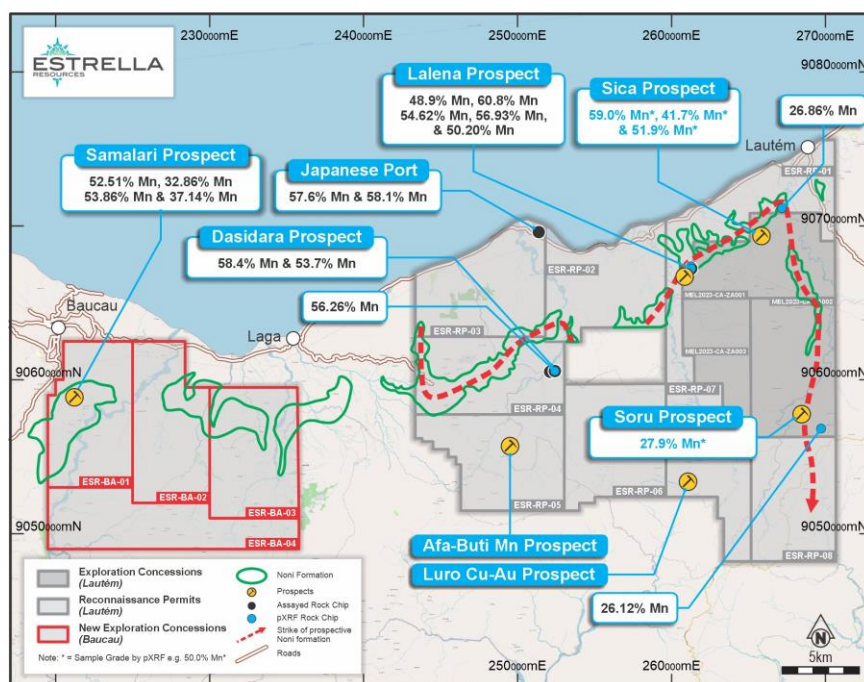 ESTRELLA
RESOURCES
230000mE
240000mE
250000mE
260000mE
270000mE
9080000mN
Lalena Prospect
48.9% Mn, 60.8% Mn
54.62% Mn, 56.93% Mn,
& 50.20% Mn
Sica Prospect
59.0% Mn*, 41.7% Mn*
& 51.9% Mn*
26.86% Mn
Lautém
Samalari Prospect
52.51% Mn, 32.86% Mn
53.86% Mn & 37.14% Mn
Japanese Port
57.6% Mn & 58.1% Mn
ESR-RP-01
9070000mN
Dasidara Prospect
58.4% Mn & 53.7% Mn
ESR-RP-02
56.26% Mn
Baucau
Laga
MEL2023-CA-ZA001
ESR-RP-03
MEL2023-CA-ZA003
9060000mN
9060000mN
ESR-RP-07
ESR-RP-04
Soru Prospect
27.9% Mn*
ESR-BA-01
ESR-BA-02
ESR-BA-03
ESR-BA-04
ESR-RP-05
ESR-RP-06
9050000mN
9050000mN
Afa-Buti Mn Prospect
Luro Cu-Au Prospect
ESR-RP-08
26.12% Mn
Exploration Concessions
(Lautém)
Reconnaissance Permits
(Lautém)
New Exploration Concessions
(Baucau)
Note: * = Sample Grade by pXRF e.g. 50.0% Mn*
Noni Formation
Prospects
Assayed Rock Chip
pXRF Rock Chip
Strike of prospective
Noni formation
Roads
N
5km
250000mE
260000mE